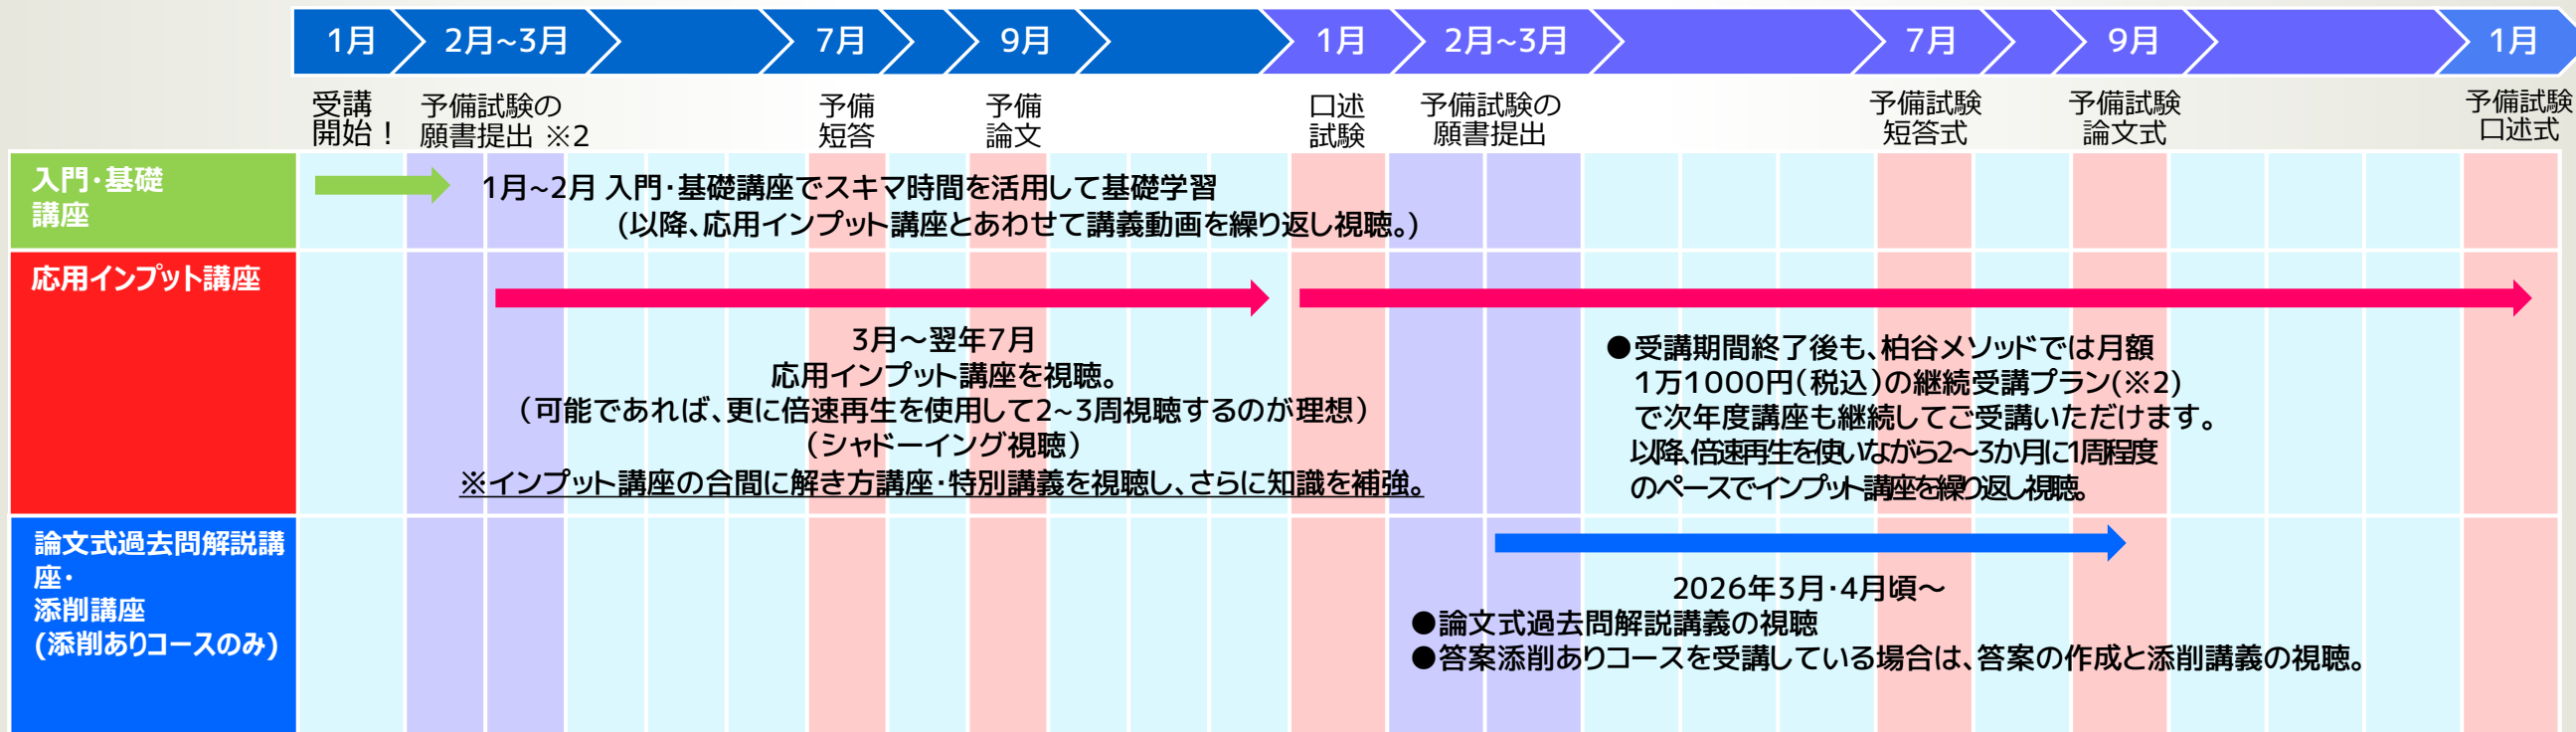 1月
2月~3月
7月
9月
1月
2月~3月
7月
9月
1月
受講
開始！
予備試験の
願書提出 ※2
予備
短答
予備
論文
口述
試験
予備試験の
願書提出
予備試験
短答式
予備試験
論文式
予備試験
口述式
入門・基礎
講座
1月~2月 入門・基礎講座でスキマ時間を活用して基礎学習
(以降、応用インプット講座とあわせて講義動画を繰り返し視聴。)
応用インプット講座
3月～翌年7月
応用インプット講座を視聴。
（可能であれば、更に倍速再生を使用して2~3周視聴するのが理想）
（シャドーイング視聴）
※インプット講座の合間に解き方講座・特別講義を視聴し、さらに知識を補強。
●受講期間終了後も、柏谷メソッドでは月額
1万1000円（税込）の継続受講プラン(※2)
で次年度講座も継続してご受講いただけます。
以降、倍速再生を使いながら2～3か月に1周程度
のペースでインプット講座を繰り返し視聴。
論文式過去問解説講
座・
添削講座
(添削ありコースのみ)
2026年3月・4月頃～
●論文式過去問解説講義の視聴
●答案添削ありコースを受講している場合は、答案の作成と添削講義の視聴。